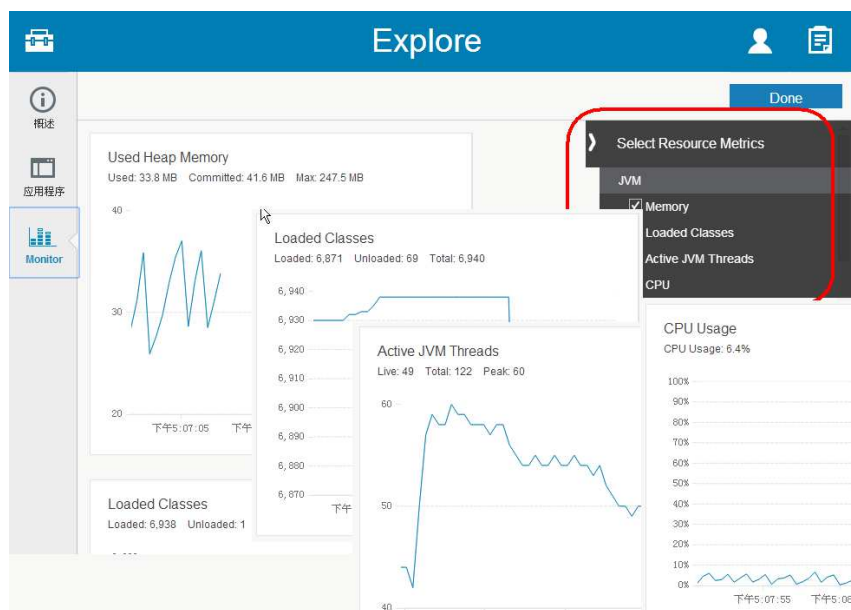 Explore
概述
应用程序
Monitor
Done
Select Resource Metrics
JVM
Memory
Loaded Classes
Active JVM Threads
CPU
Used Heap Memory
Used: 33.8 MB Committed: 41.6 MB Max: 247.5 MB
40
30
20
下午5:07:05 下午
Loaded Classes
Loaded: 6,938 Unloaded: 1
Loaded Classes
Loaded: 6,871 Unloaded: 69 Total: 6,940
6,940
6,930
6,920
6,910
6,900
6,890
6,880
6,870
下午
Active JVM Threads
Live: 49 Total: 122 Peak: 60
60
50
40
CPU Usage
CPU Usage: 6.4%
100%
90%
80%
70%
60%
50%
40%
30%
20%
10%
0%
下午5:07:55 下午5:08